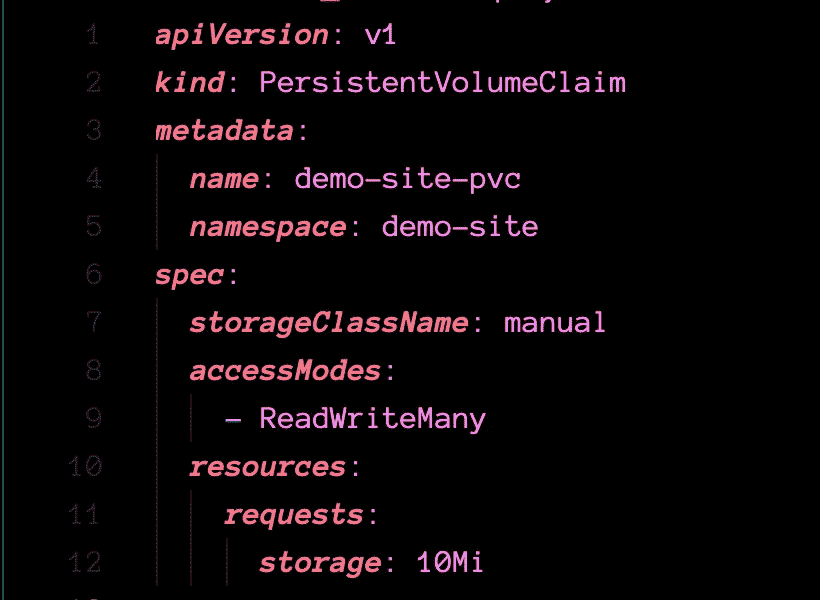 1 apiVersion: v1
2 kind: PersistentVolumeClaim
3 metadata:
4   name: demo-site-pvc
5   namespace: demo-site
6 spec:
7   storageClassName: manual
8   accessModes:
9     - ReadWriteMany
10   resources:
11     requests:
12       storage: 10Mi